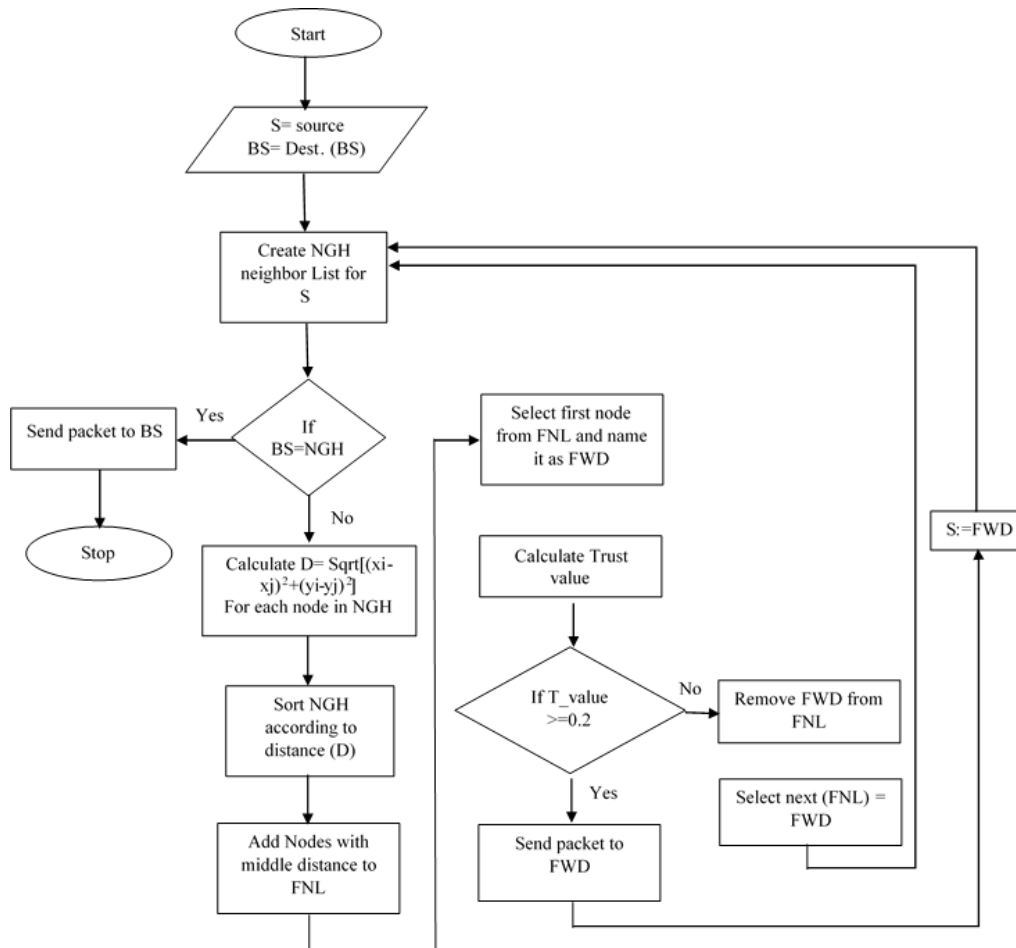 Start
S= source
BS= Dest. (BS)
Create NGH
neighbor List for
S
If
BS=NGH
Yes
Send packet to BS
Stop
No
Calculate D= Sqrt[(xi-
xj)²+(yi-yj)²]
For each node in NGH
Sort NGH
according to
distance (D)
Add Nodes with
middle distance to
FNL
Select first node
from FNL and name
it as FWD
Calculate Trust
value
If T_value
>=0.2
No
Remove FWD from
FNL
Select next (FNL) =
FWD
Yes
Send packet to
FWD
S:=FWD